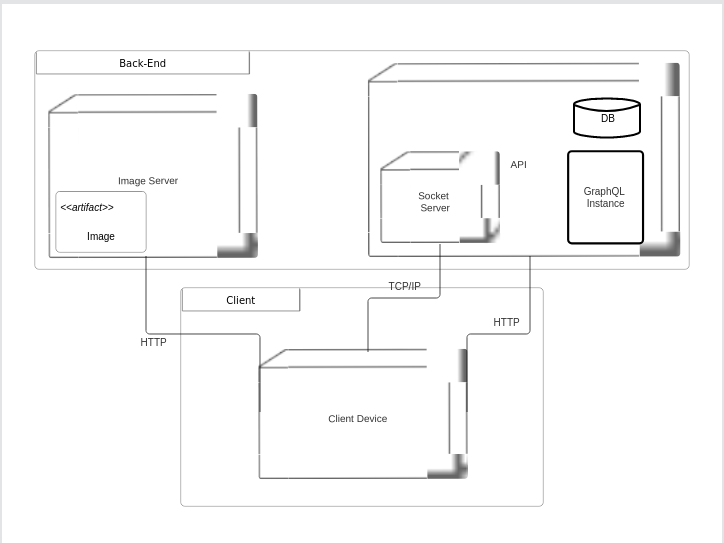 Back-End
Image Server
<<artifact>>
Image
DB
API
Socket
Server
GraphQL
Instance
TCP/IP
Client
HTTP
HTTP
Client Device